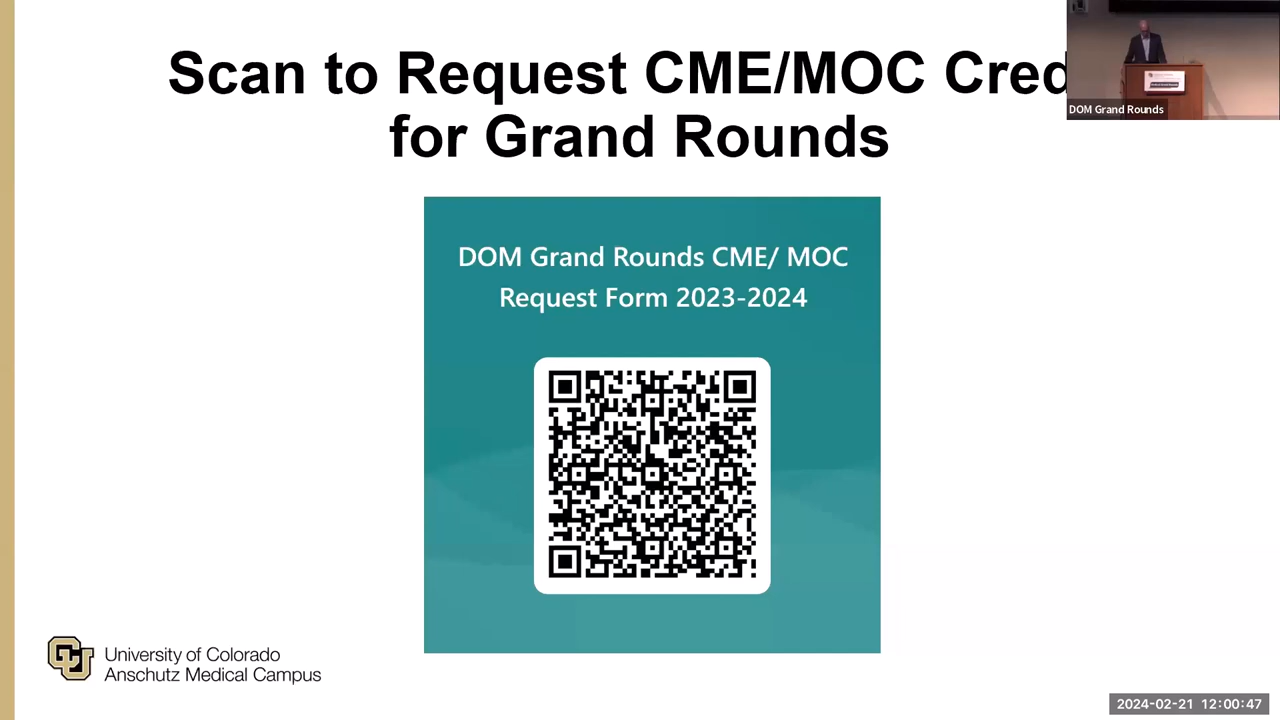 Scan to Request CME/MOC Cred
for Grand Rounds
DOM Grand Rounds
DOM Grand Rounds CME/ MOC
Request Form 2023-2024
University of Colorado
Anschutz Medical Campus
2024-02-21 12:00:47